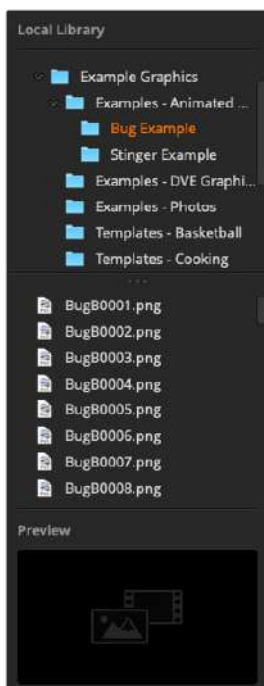 Local Library
Example Graphics
Examples - Animated ...
Bug Example
Stinger Example
Examples - DVE Graphi...
Examples - Photos
Templates - Basketball
Templates - Cooking
BugB0001.png
BugB0002.png
BugB0003.png
BugB0004.png
BugB0005.png
BugB0006.png
BugB0007.png
BugB0008.png
Preview